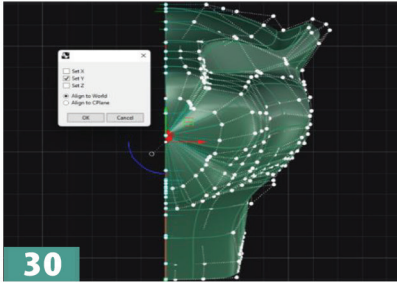 Set X
Set Y
Set Z
Align to World
Align to CPlane
OK Cancel
30